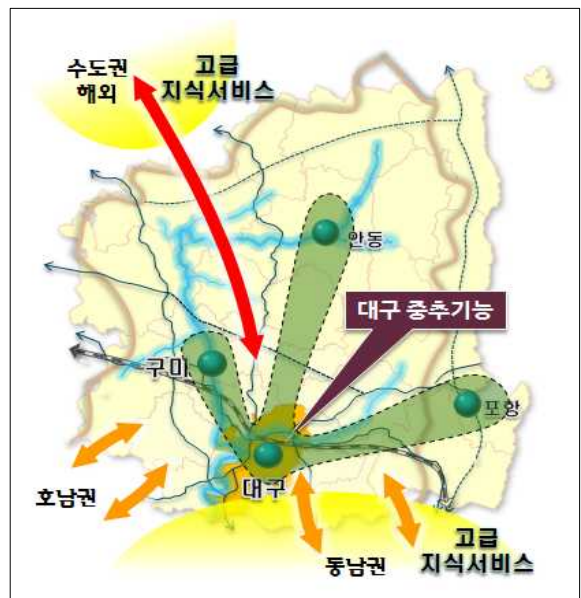 수도권
해외
고급
지식서비스
안동
대구 중추기능
구미
포항
대구
호남권
동남권
고급
지식서비스